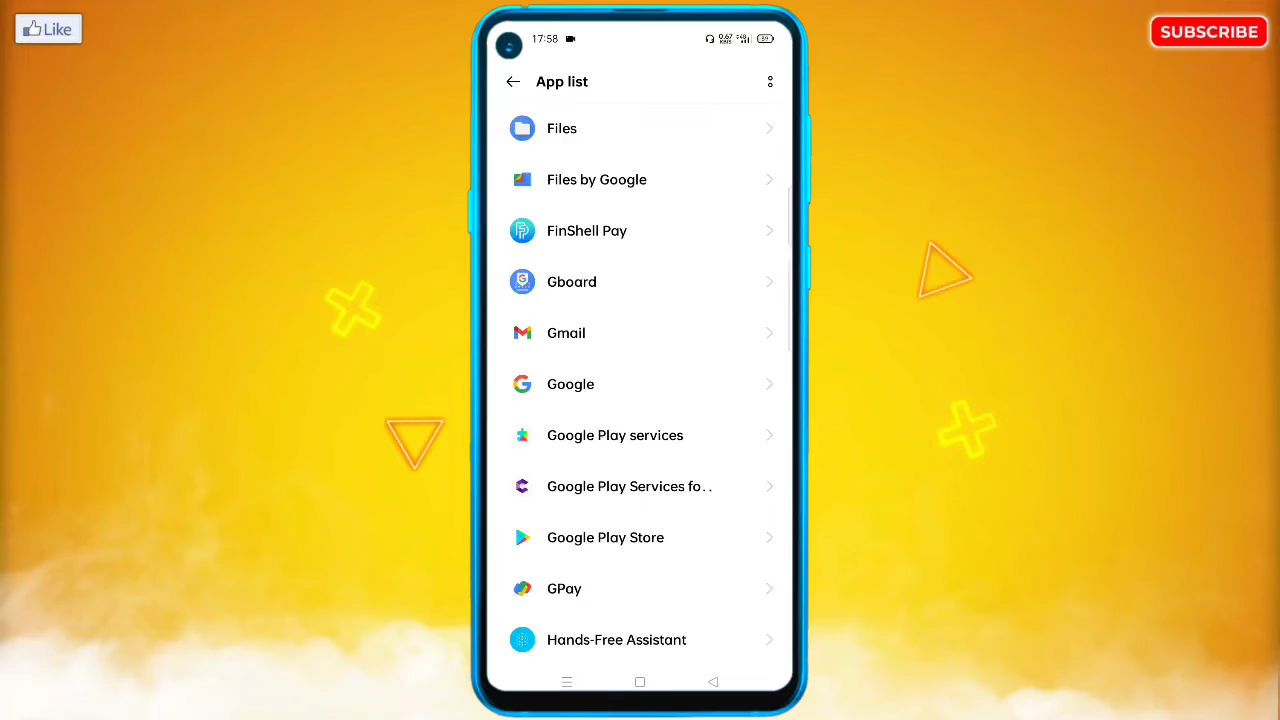 Like
SUBSCRIBE
17:58
App list
Files
Files by Google
FinShell Pay
Gboard
Gmail
Google
Google Play services
Google Play Services fo..
Google Play Store
GPay
Hands-Free Assistant